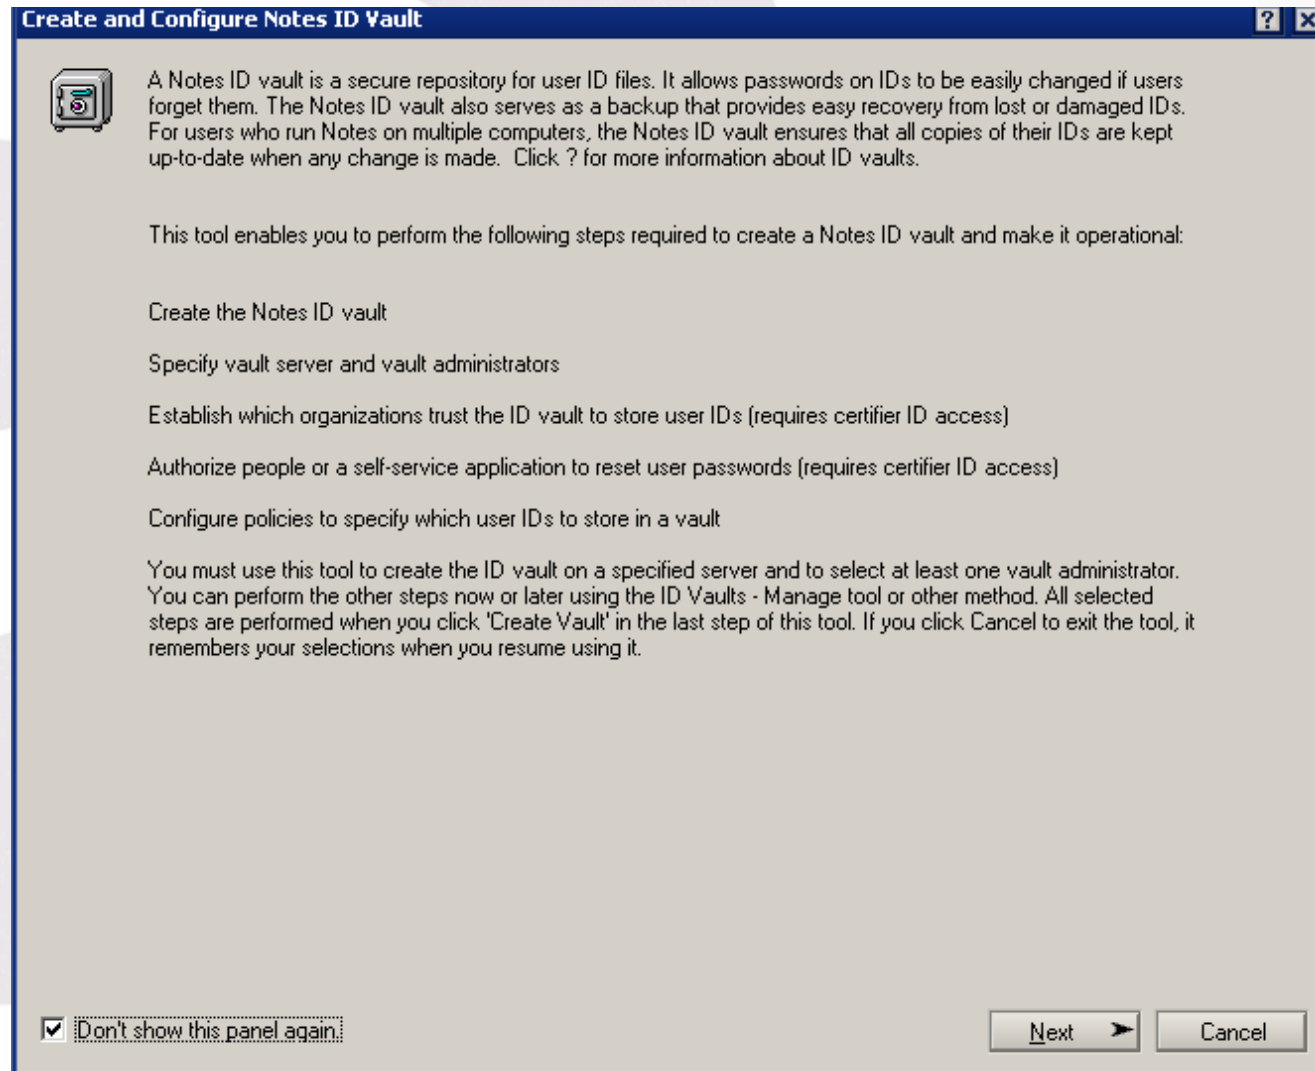 Create and Configure Notes ID Vault
A Notes ID vault is a secure repository for user ID files. It allows passwords on IDs to be easily changed if users
forget them. The Notes ID vault also serves as a backup that provides easy recovery from lost or damaged IDs.
For users who run Notes on multiple computers, the Notes ID vault ensures that all copies of their IDs are kept
up-to-date when any change is made. Click ? for more information about ID vaults.
This tool enables you to perform the following steps required to create a Notes ID vault and make it operational:
Create the Notes ID vault
Specify vault server and vault administrators
Establish which organizations trust the ID vault to store user IDs (requires certifier ID access)
Authorize people or a self-service application to reset user passwords (requires certifier ID access)
Configure policies to specify which user IDs to store in a vault
You must use this tool to create the ID vault on a specified server and to select at least one vault administrator.
You can perform the other steps now or later using the ID Vaults - Manage tool or other method. All selected
steps are performed when you click 'Create Vault' in the last step of this tool. If you click Cancel to exit the tool, it
remembers your selections when you resume using it.
Don't show this panel again.
Next
Cancel